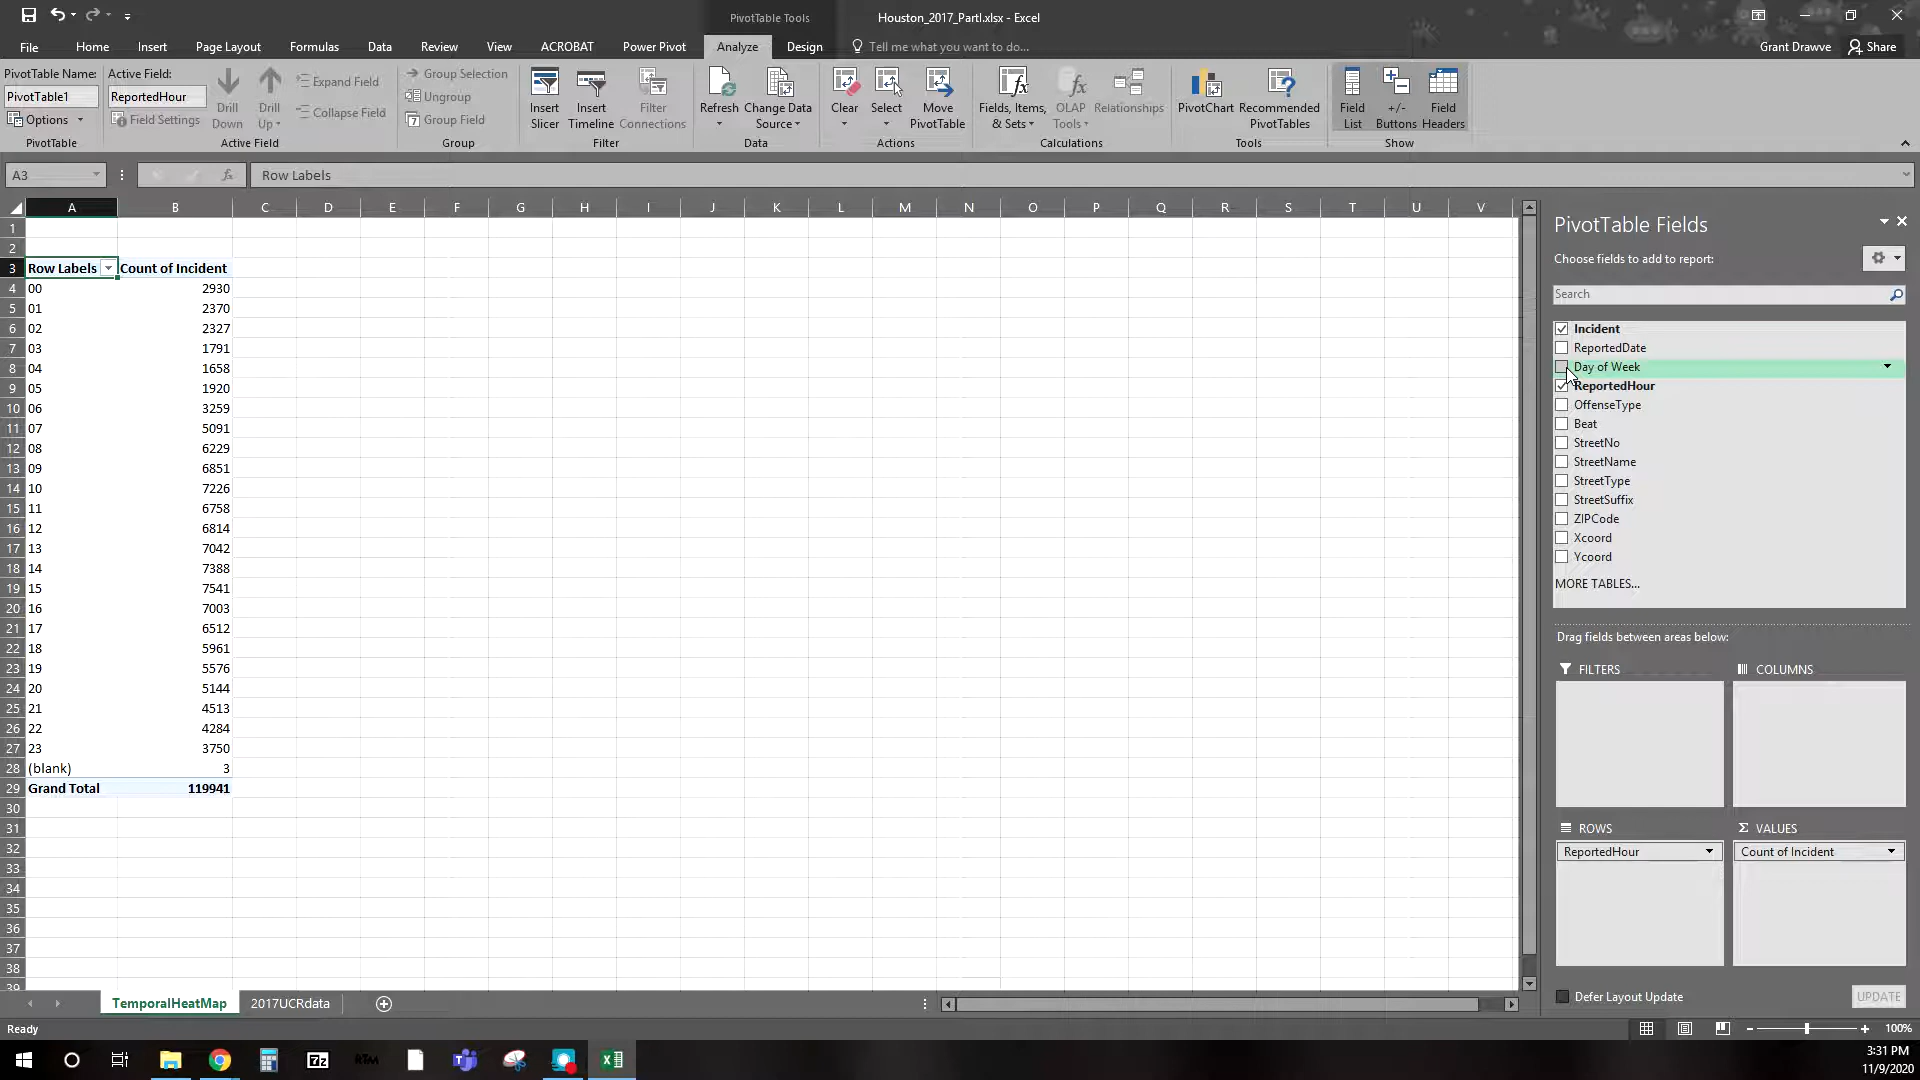 PivotTable Tools
Houston_2017_PartI.xlsx - Excel
File Home Insert Page Layout Formulas Data Review View ACROBAT Power Pivot Analyze Design Tell me what you want to do... Grant Drawve Share
PivotTable Name:
PivotTable1
Options
PivotTable
Active Field:
ReportedHour
Field Settings
Drill Down
Drill Up
Expand Field
Collapse Field
Active Field
Group Selection
Ungroup
7 Group Field
Group
Insert Slicer
Insert Timeline
Filter Connections
Filter
Refresh
Change Data Source
Data
Clear
Select
Move PivotTable
Actions
Fields, Items, & Sets
OLAP Tools
Relationships
Calculations
PivotChart
Recommended PivotTables
Tools
Field List
+/- Buttons
Field Headers
Show
A3 fx Row Labels
A B C D E F G H I J K L M N O P Q R S T U V
1
2
3 Row Labels Count of Incident
4 00 2930
5 01 2370
6 02 2327
7 03 1791
8 04 1658
9 05 1920
10 06 3259
11 07 5091
12 08 6229
13 09 6851
14 10 7226
15 11 6758
16 12 6814
17 13 7042
18 14 7388
19 15 7541
20 16 7003
21 17 6512
22 18 5961
23 19 5576
24 20 5144
25 21 4513
26 22 4284
27 23 3750
28 (blank) 3
29 Grand Total 119941
30
31
32
33
34
35
36
37
38
39
PivotTable Fields
Choose fields to add to report:
Search
Incident
ReportedDate
Day of Week
ReportedHour
OffenseType
Beat
StreetNo
StreetName
StreetType
StreetSuffix
ZIPCode
Xcoord
Ycoord
MORE TABLES...
Drag fields between areas below:
FILTERS
COLUMNS
ROWS
Σ VALUES
ReportedHour
Count of Incident
Defer Layout Update
UPDATE
TemporalHeatMap 2017UCRdata
Ready
100%
7z
RTM
3:31 PM
11/9/2020